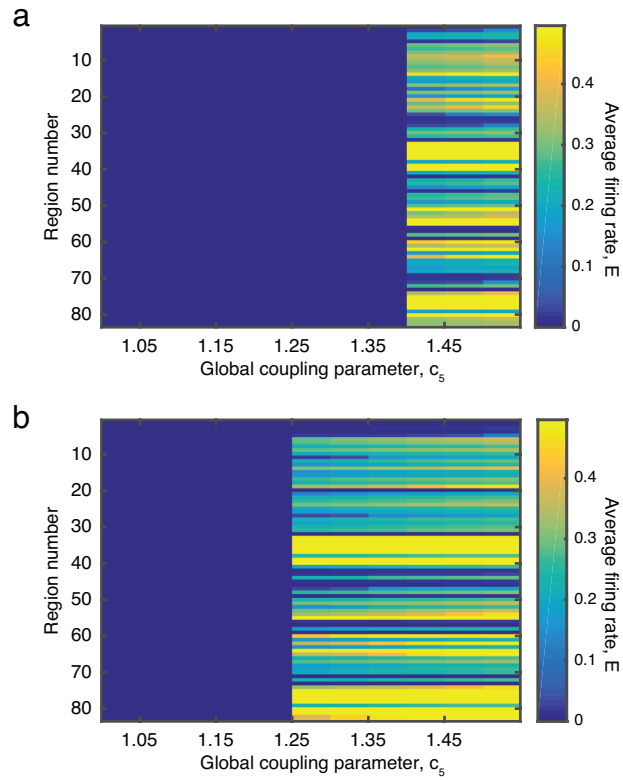 a
10
20
30
40
50
60
70
80
Region number
1.05 1.15 1.25 1.35 1.45
Global coupling parameter, c5
0.4
0.3
0.2
0.1
0
Average firing rate, E
b
10
20
30
40
50
60
70
80
Region number
1.05 1.15 1.25 1.35 1.45
Global coupling parameter, c5
0.4
0.3
0.2
0.1
0
Average firing rate, E